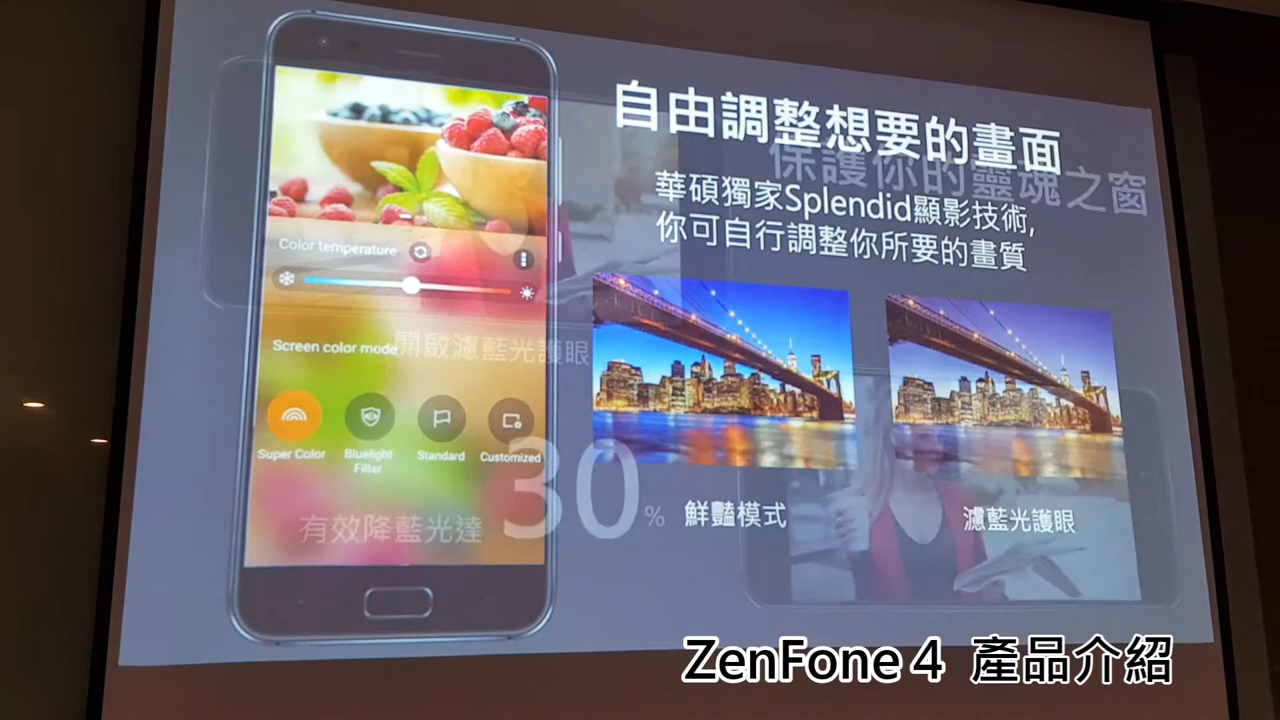 自由調整想要的畫面
保護你的靈魂之窗
華碩獨家Splendid顯影技術,
你可自行調整你所要的畫質
Color temperature
Screen color mode
開啟濾藍光護眼
Super Color
Bluelight
Filter
Standard
Customized
有效降藍光達
30%
鮮豔模式
濾藍光護眼
ZenFone 4 產品介紹